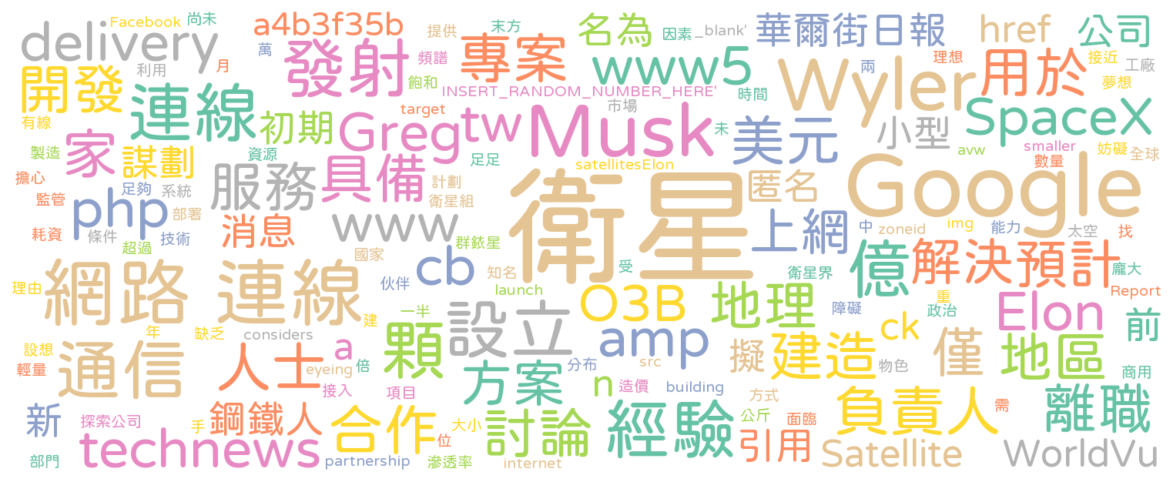 Facebook 尚未 a4b3f35b 提供 末方 名為 因素 _blank' 華爾街日報 href 公司
delivery 萬 發射 頻譜 專案 www5 兩 理想 接近 工廠
開發 利用 月 飽和 時間 Wyler 用於 夢想
有線 連線 INSERT_RANDOM_NUMBER_HERE' 市場 SpaceX
製造 家 謀劃 初期 target Greg tw Musk 未 美元 小型 avw smaller 妨礙 全球
資源 足足 satellitesElon 數量
擔心 監管 足夠 系統 服務 具備 計劃 衛星組 衛星 匿名 Google
php 部署 消息 www 上網 中 zoneid img 能力 太空 找
耗資 條件 超過 技術 群銥星 億 解決 預計
網路 連線 國家 伙伴 cb 知名 受 衛星界 龐大
理由 launch O3B 地理 重 Report
年 缺乏 considers 建 一半 顆 設立 amp 障礙 政治 Elon 前
設想 通信 人士 a 倍 擬 建造 ck 僅 地區
輕量 eyeing 接入 項目 方案 n 分布 src 造價 building 物色 商用
新 探索公司 手 鋼鐵人 合作 大小 討論 經驗 公斤 方式 面臨 負責人 需 離職
technews 位 引用
部門 partnership 滲透率 internet Satellite WorldVu